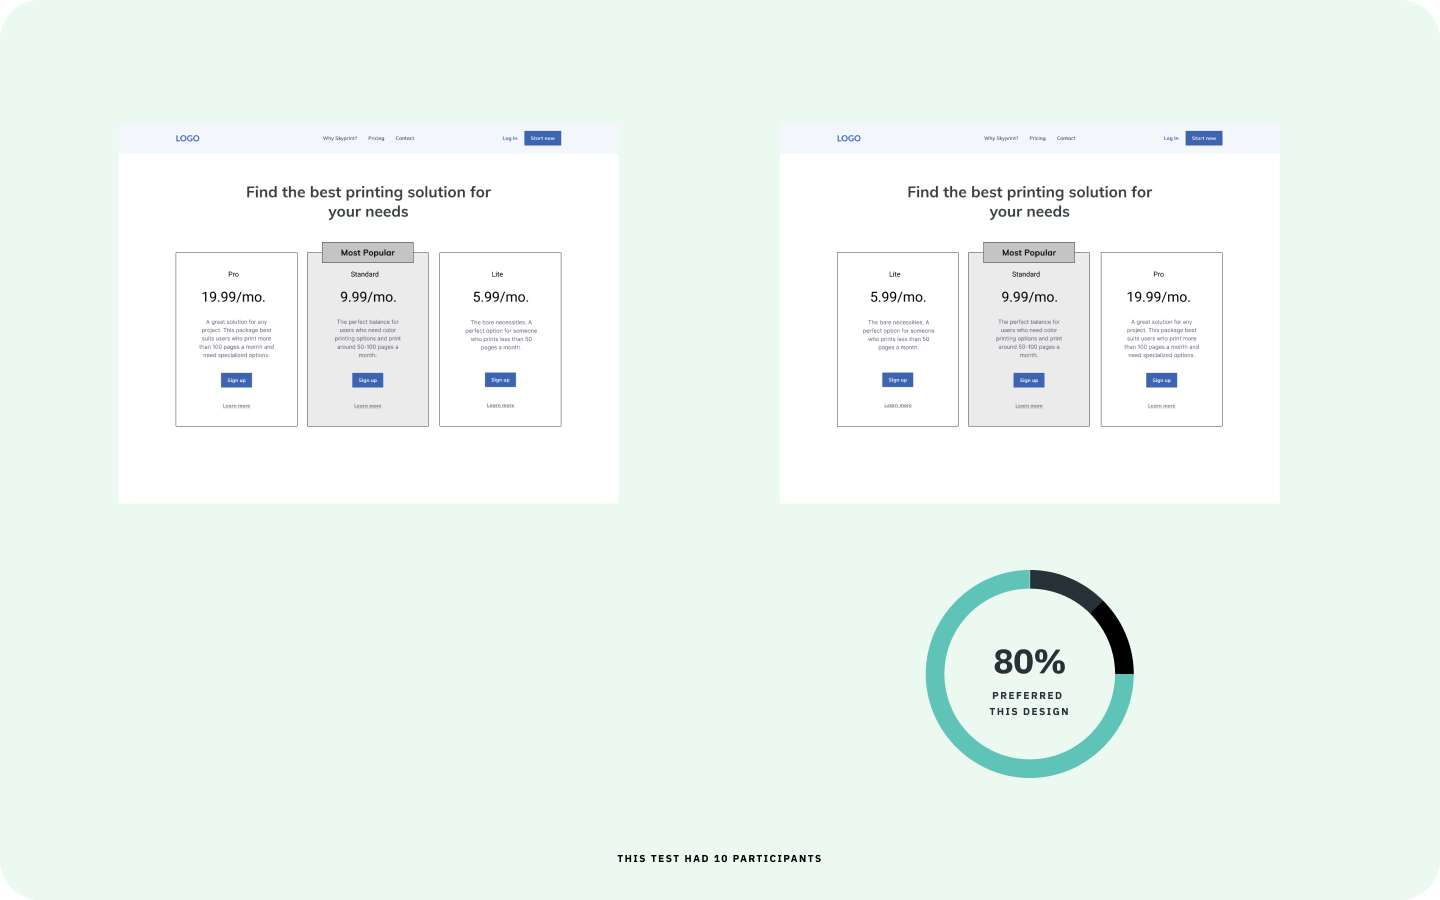 LOGO
Why Skyprint? Pricing Contact
Log In
Start now
Find the best printing solution for
your needs
Pro
19.99/mo.
A great solution for any
project. This package best
suits users who print more
than 100 pages a month and
need specialized options.
Sign up
Learn more
Most Popular
Standard
9.99/mo.
The perfect balance for
users who need color
printing options and print
around 50-100 pages a
month.
Sign up
Learn more
Lite
5.99/mo.
The bare necessities. A
perfect option for someone
who prints less than 50
pages a month.
Sign up
Learn more
LOGO
Why Skyprint? Pricing Contact
Log In
Start now
Find the best printing solution for
your needs
Lite
5.99/mo.
The bare necessities. A
perfect option for someone
who prints less than 50
pages a month.
Sign up
Learn more
Most Popular
Standard
9.99/mo.
The perfect balance for
users who need color
printing options and print
around 50-100 pages a
month.
Sign up
Learn more
Pro
19.99/mo.
A great solution for any
project. This package best
suits users who print more
than 100 pages a month and
need specialized options.
Sign up
Learn more
80%
PREFERRED
THIS DESIGN
THIS TEST HAD 10 PARTICIPANTS